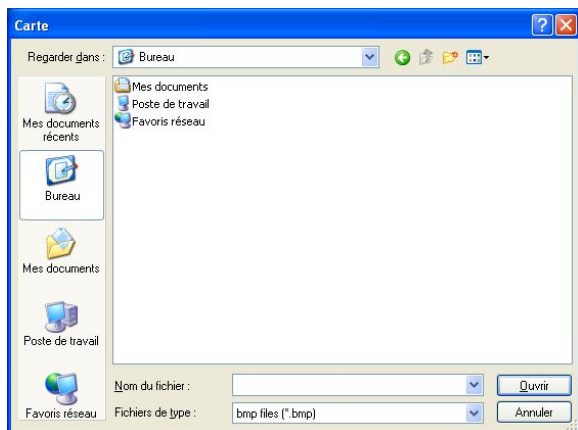 Carte
Regarder dans :
Bureau
Mes documents récents
Bureau
Mes documents
Poste de travail
Favoris réseau
Mes documents
Poste de travail
Favoris réseau
Nom du fichier :
Ouvrir
Fichiers de type :
bmp files (*.bmp)
Annuler